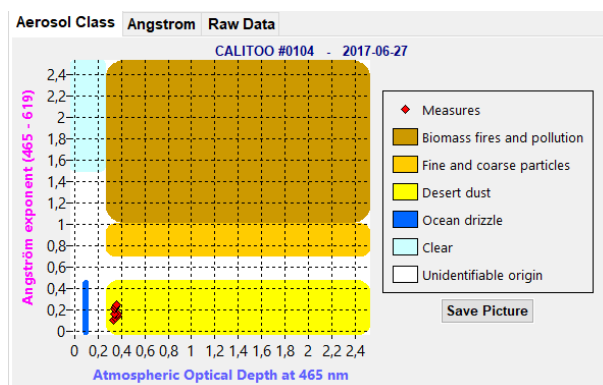 Aerosol Class Angstrom Raw Data
CALITOO #0104 - 2017-06-27
Angström exponent (465 - 619)
2,4
2,2
2
1,8
1,6
1,4
1,2
1
0,8
0,6
0,4
0,2
0
0 0,2 0,4 0,6 0,8 1 1,2 1,4 1,6 1,8 2 2,2 2,4
Atmospheric Optical Depth at 465 nm
Measures
Biomass fires and pollution
Fine and coarse particles
Desert dust
Ocean drizzle
Clear
Unidentifiable origin
Save Picture